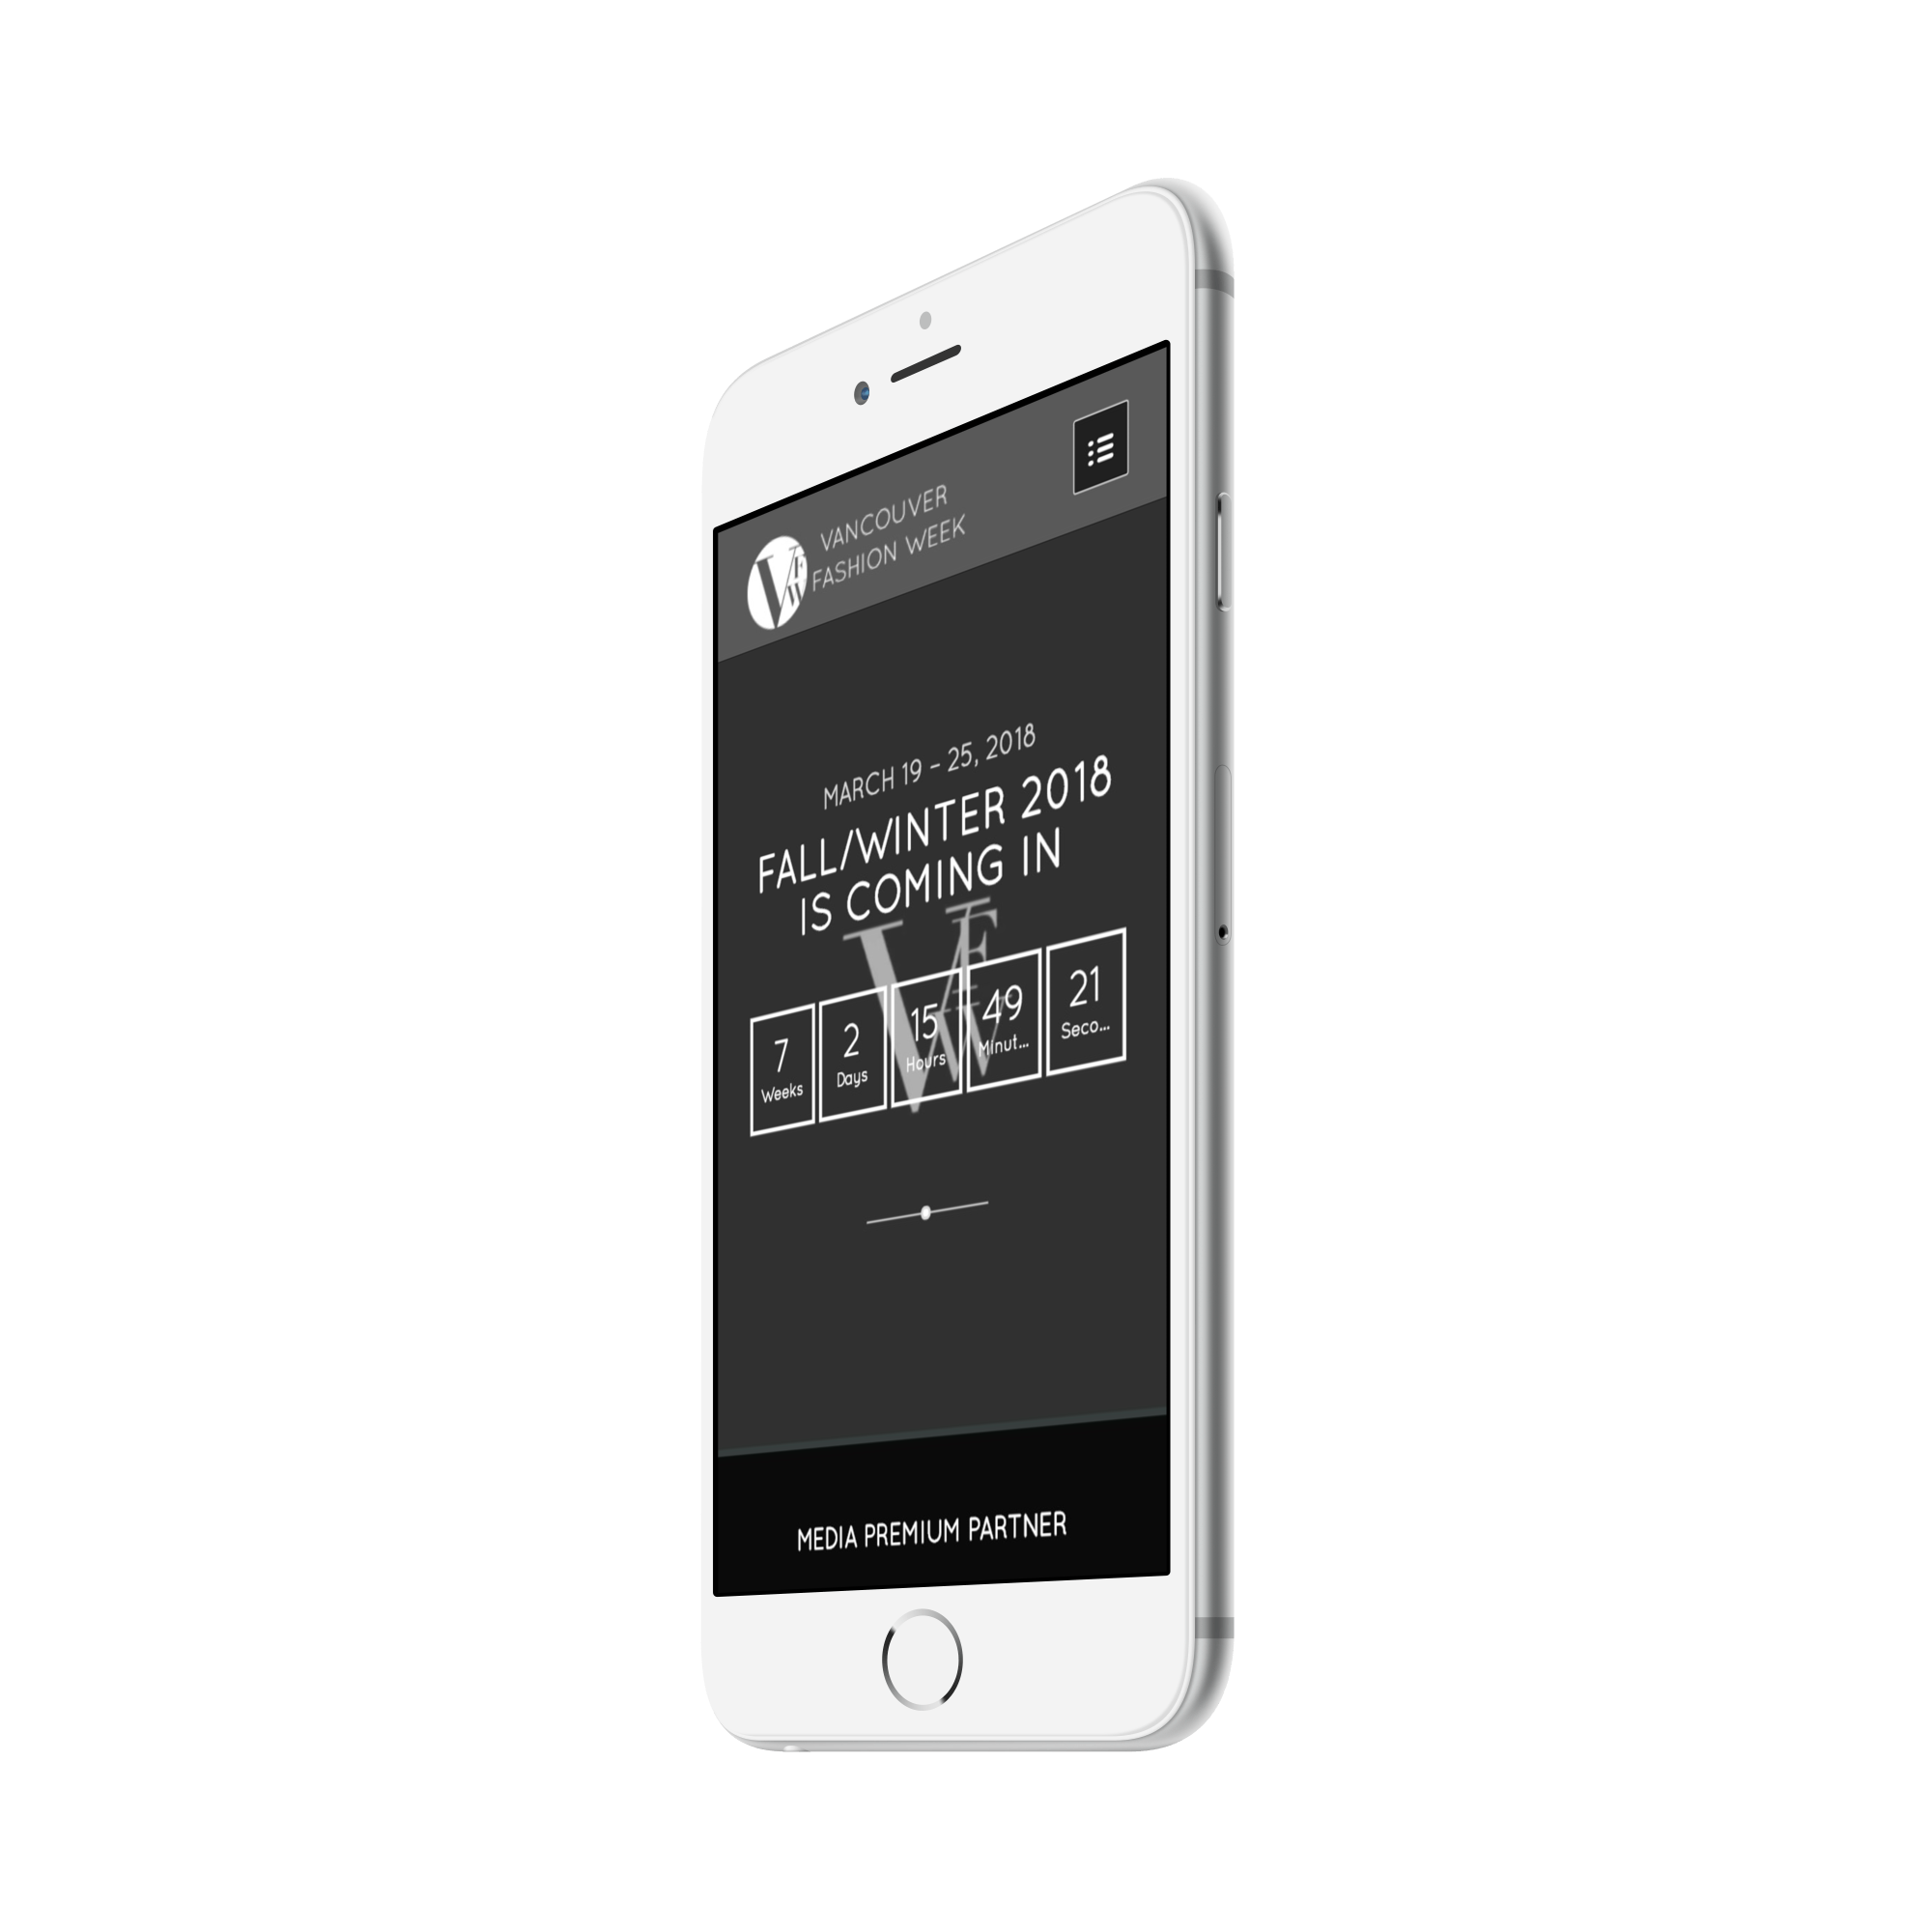 VANCOUVER
FASHION WEEK
MARCH 19 - 25, 2018
FALL/WINTER 2018
IS COMING IN
VFW
7 2 15 49 21
Weeks Days Hours Minut... Seco...
MEDIA PREMIUM PARTNER